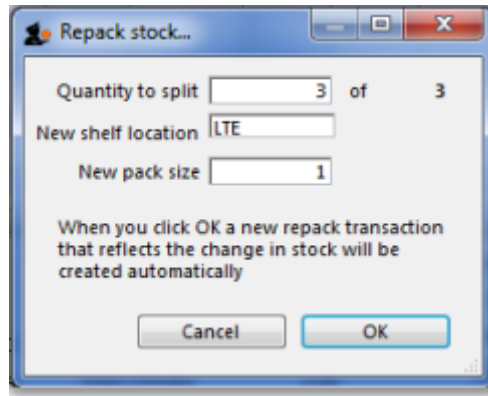 Repack stock...
Quantity to split 3 of 3
New shelf location LTE
New pack size 1
When you click OK a new repack transaction
that reflects the change in stock will be
created automatically
Cancel OK